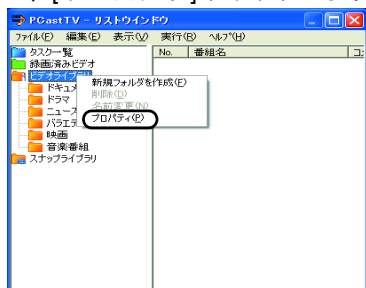 PCastTV - リストウインドウ
ファイル(F) 編集(E) 表示(V) 実行(R) ヘルプ(H)
No. 番組名
タスク一覧
録画済みビデオ
ビデオライブラリ
新規フォルダを作成(F)
ドキュメ
削除(D)
ドラマ
名前変更(N)
ニュース
プロパティ(P)
バラエテ
映画
音楽番組
スナップライブラリ